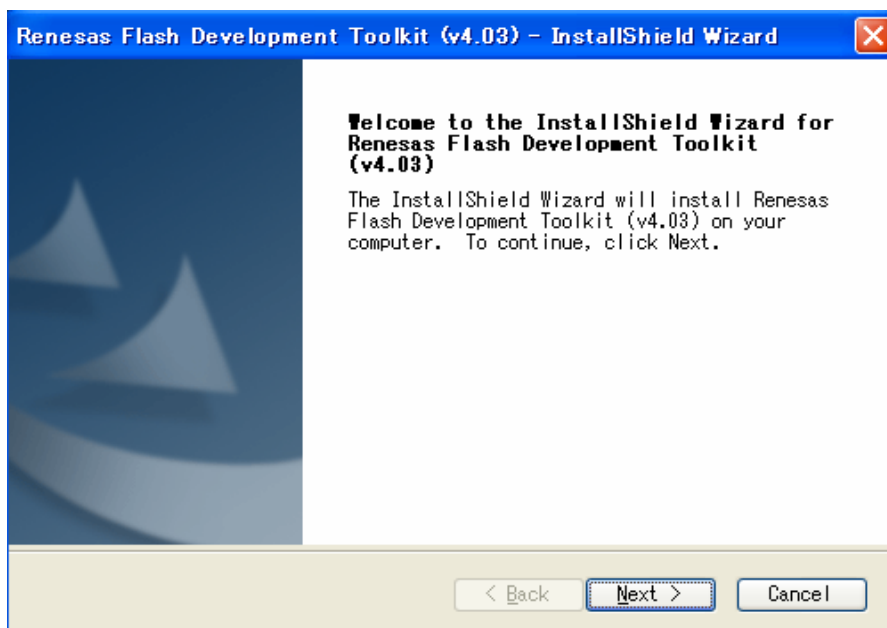 Renesas Flash Development Toolkit (v4.03) - InstallShield Wizard
Welcome to the InstallShield Wizard for
Renesas Flash Development Toolkit
(v4.03)
The InstallShield Wizard will install Renesas
Flash Development Toolkit (v4.03) on your
computer.  To continue, click Next.
< Back
Next >
Cancel